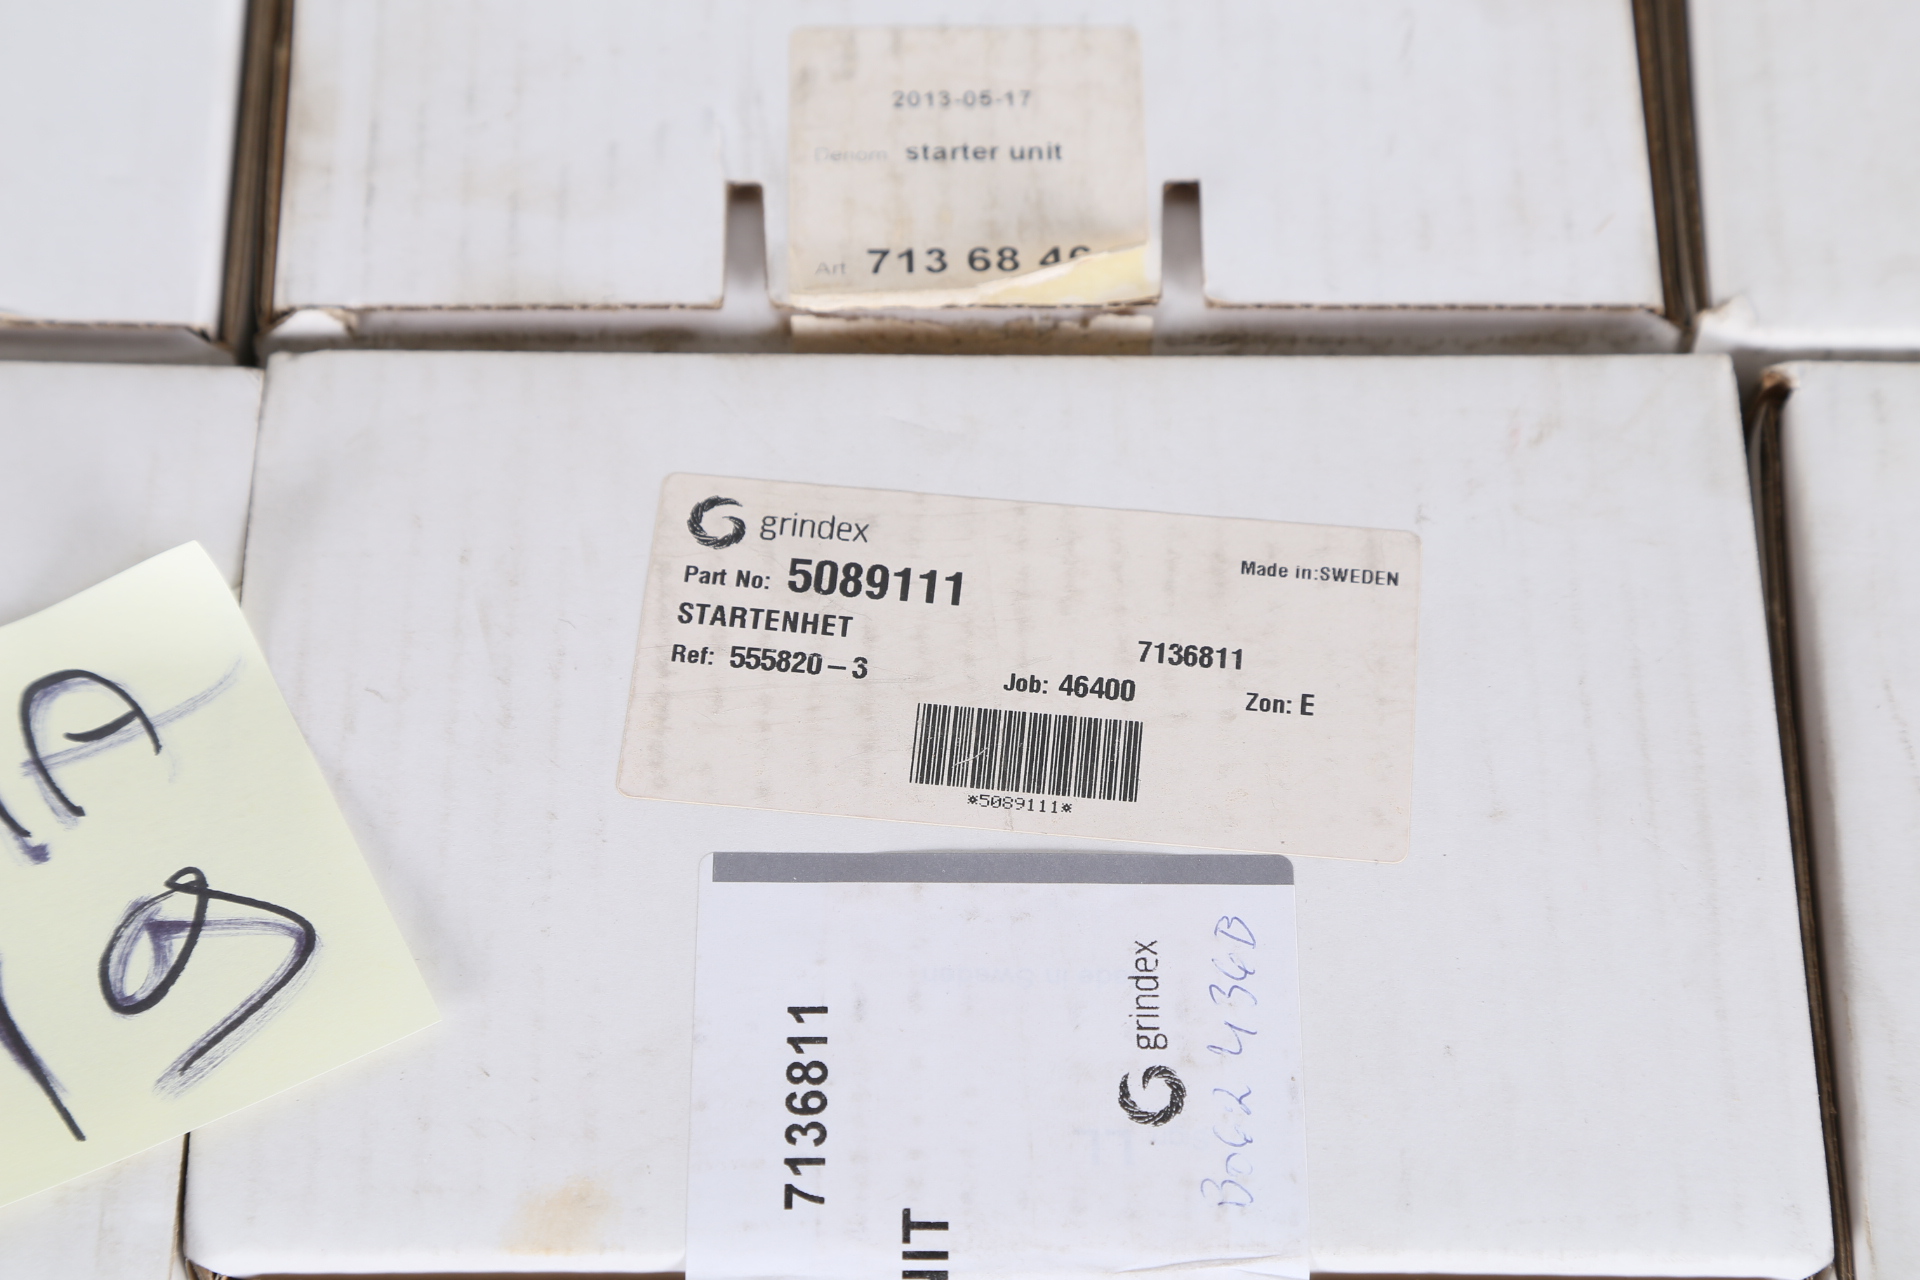 2013-05-17
Denom starter unit
Art 713 68 46
grindex
Part No: 5089111
Made in:SWEDEN
STARTENHET
7136811
Ref: 555820-3
Job: 46400
Zon: E
*5089111*
7136811
grindex